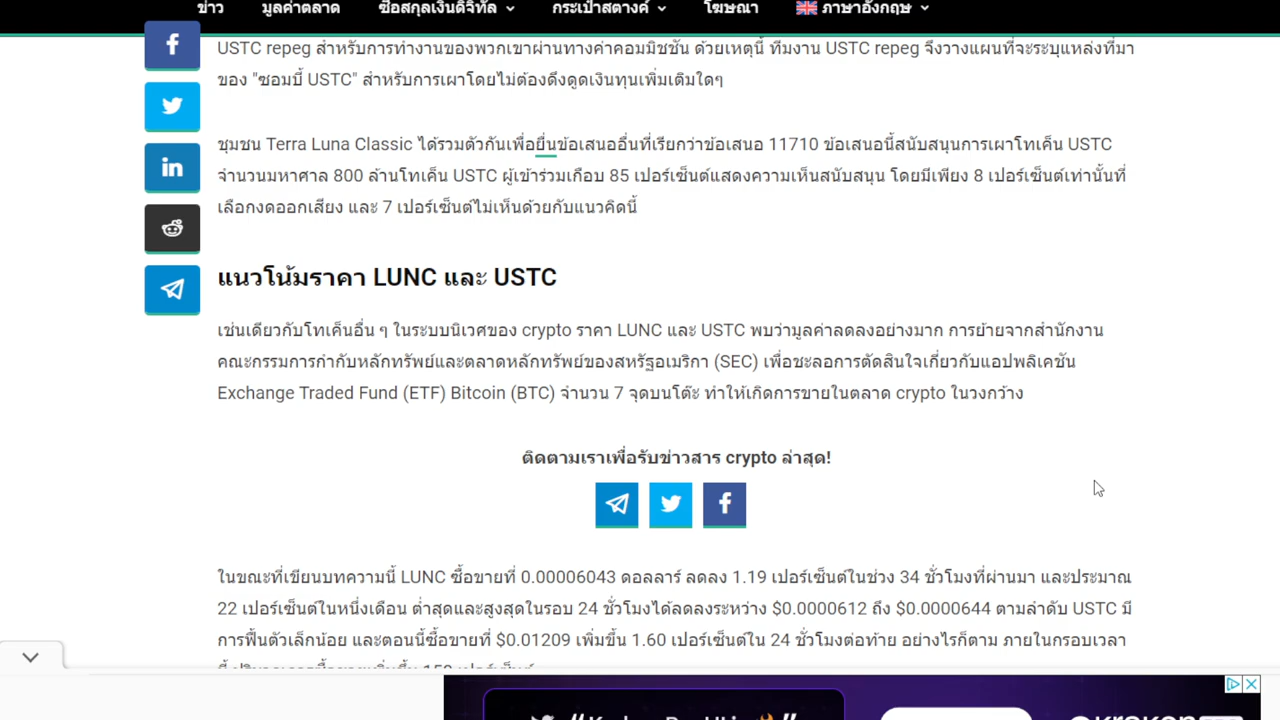 ข่าว มูลค่าตลาด ซื้อสกุลเงินดิจิทัล กระเป๋าสตางค์ โฆษณา ภาษาอังกฤษ
USTC repeg สำหรับการทำงานของพวกเขาผ่านทางค่าคอมมิชชัน ด้วยเหตุนี้ ทีมงาน USTC repeg จึงวางแผนที่จะระบุแหล่งที่มา
ของ "ซอมบี้ USTC" สำหรับการเผาโดยไม่ต้องดึงดูดเงินทุนเพิ่มเติมใดๆ
ชุมชน Terra Luna Classic ได้รวมตัวกันเพื่อยื่นข้อเสนออื่นที่เรียกว่าข้อเสนอ 11710 ข้อเสนอนี้สนับสนุนการเผาโทเค็น USTC
จำนวนมหาศาล 800 ล้านโทเค็น USTC ผู้เข้าร่วมเกือบ 85 เปอร์เซ็นต์แสดงความเห็นสนับสนุน โดยมีเพียง 8 เปอร์เซ็นต์เท่านั้นที่
เลือกงดออกเสียง และ 7 เปอร์เซ็นต์ไม่เห็นด้วยกับแนวคิดนี้
แนวโน้มราคา LUNC และ USTC
เช่นเดียวกับโทเค็นอื่น ๆ ในระบบนิเวศของ crypto ราคา LUNC และ USTC พบว่ามูลค่าลดลงอย่างมาก การย้ายจากสำนักงาน
คณะกรรมการกำกับหลักทรัพย์และตลาดหลักทรัพย์ของสหรัฐอเมริกา (SEC) เพื่อชะลอการตัดสินใจเกี่ยวกับแอปพลิเคชัน
Exchange Traded Fund (ETF) Bitcoin (BTC) จำนวน 7 จุดบนโต๊ะ ทำให้เกิดการขายในตลาด crypto ในวงกว้าง
ติดตามเราเพื่อรับข่าวสาร crypto ล่าสุด!
ในขณะที่เขียนบทความนี้ LUNC ซื้อขายที่ 0.00006043 ดอลลาร์ ลดลง 1.19 เปอร์เซ็นต์ในช่วง 34 ชั่วโมงที่ผ่านมา และประมาณ
22 เปอร์เซ็นต์ในหนึ่งเดือน ต่ำสุดและสูงสุดในรอบ 24 ชั่วโมงได้ลดลงระหว่าง $0.0000612 ถึง $0.0000644 ตามลำดับ USTC มี
การฟื้นตัวเล็กน้อย และตอนนี้ซื้อขายที่ $0.01209 เพิ่มขึ้น 1.60 เปอร์เซ็นต์ใน 24 ชั่วโมงต่อท้าย อย่างไรก็ตาม ภายในกรอบเวลา